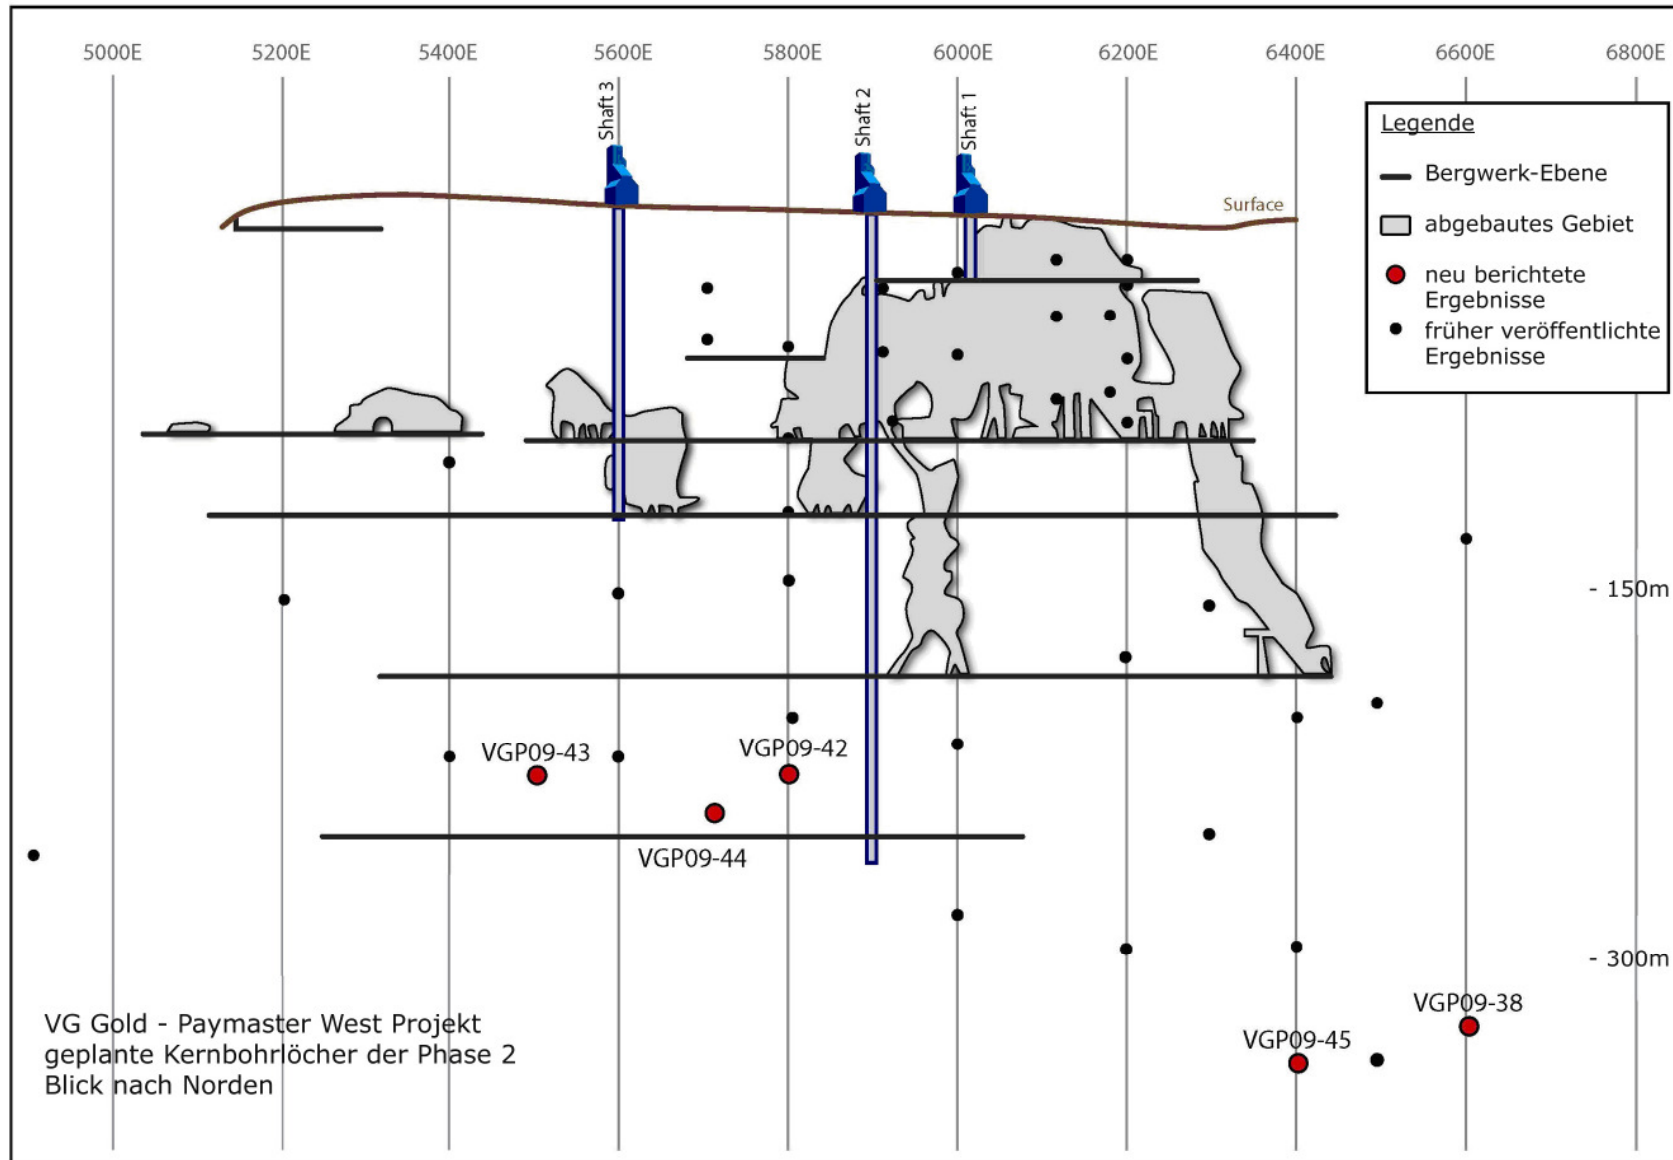 5000E 5200E 5400E 5600E 5800E 6000E 6200E 6400E 6600E 6800E
Shaft 3
Shaft 2
Shaft 1
Surface
Legende
Bergwerk-Ebene
abgebautes Gebiet
neu berichtete
Ergebnisse
früher veröffentlichte
Ergebnisse
- 150m
VGP09-43
VGP09-42
VGP09-44
- 300m
VGP09-38
VGP09-45
VG Gold - Paymaster West Projekt
geplante Kernbohrlöcher der Phase 2
Blick nach Norden